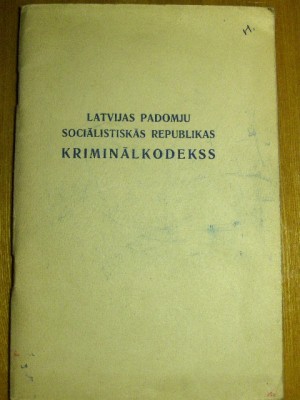 LATVIJAS PADOMJU
SOCIĀLISTISKĀS REPUBLIKAS
KRIMINĀLKODEKSS